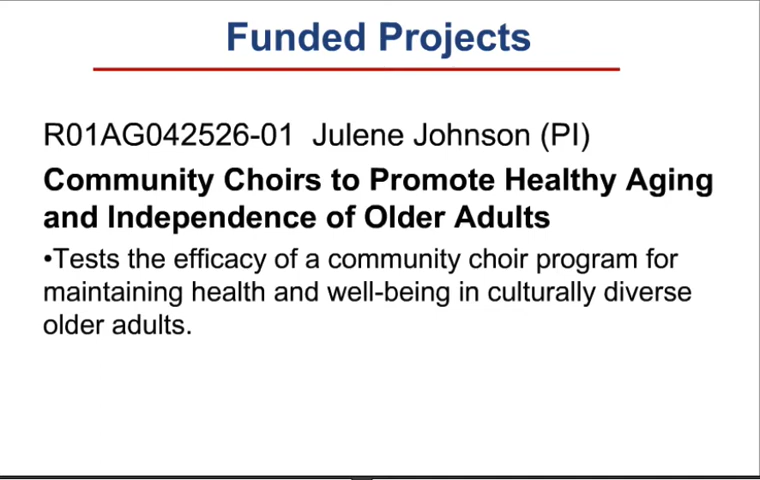 Funded Projects
R01AG042526-01 Julene Johnson (PI)
Community Choirs to Promote Healthy Aging
and Independence of Older Adults
•Tests the efficacy of a community choir program for
maintaining health and well-being in culturally diverse
older adults.